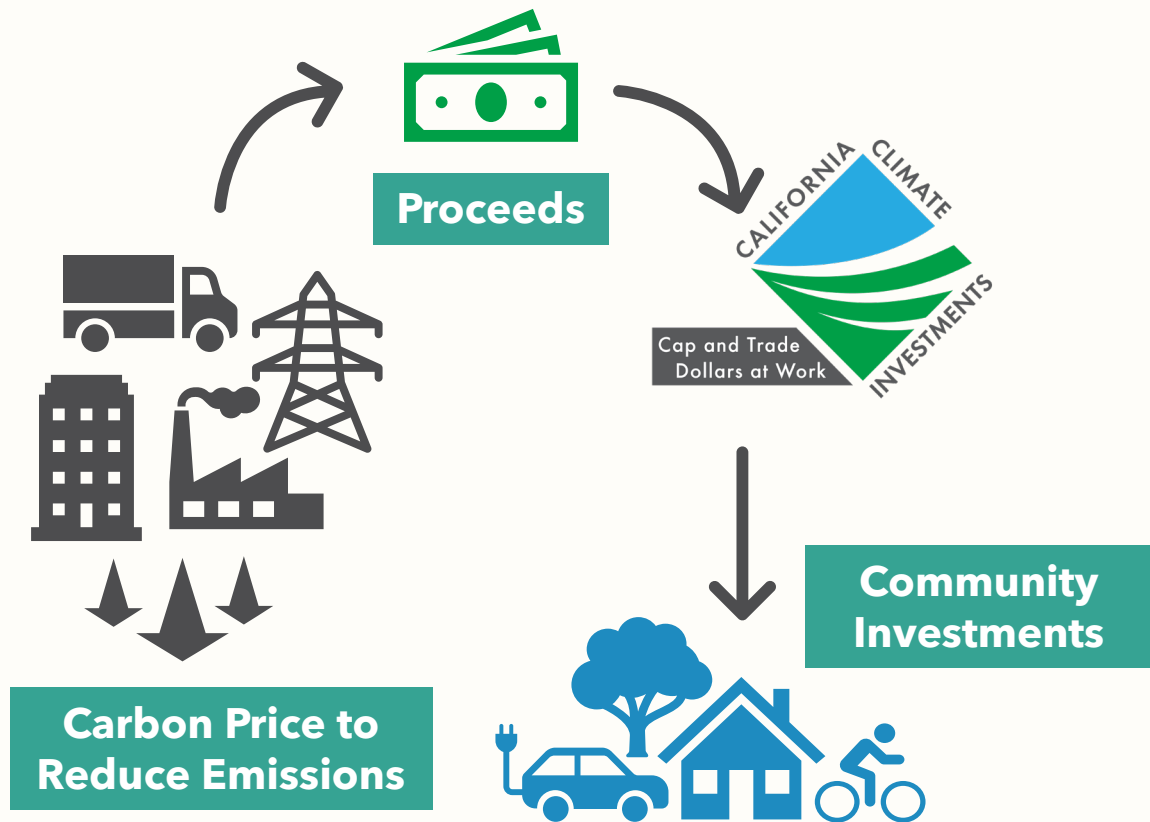 Proceeds
CALIFORNIA
CLIMATE
INVESTMENTS
Cap and Trade
Dollars at Work
Community
Investments
Carbon Price to
Reduce Emissions